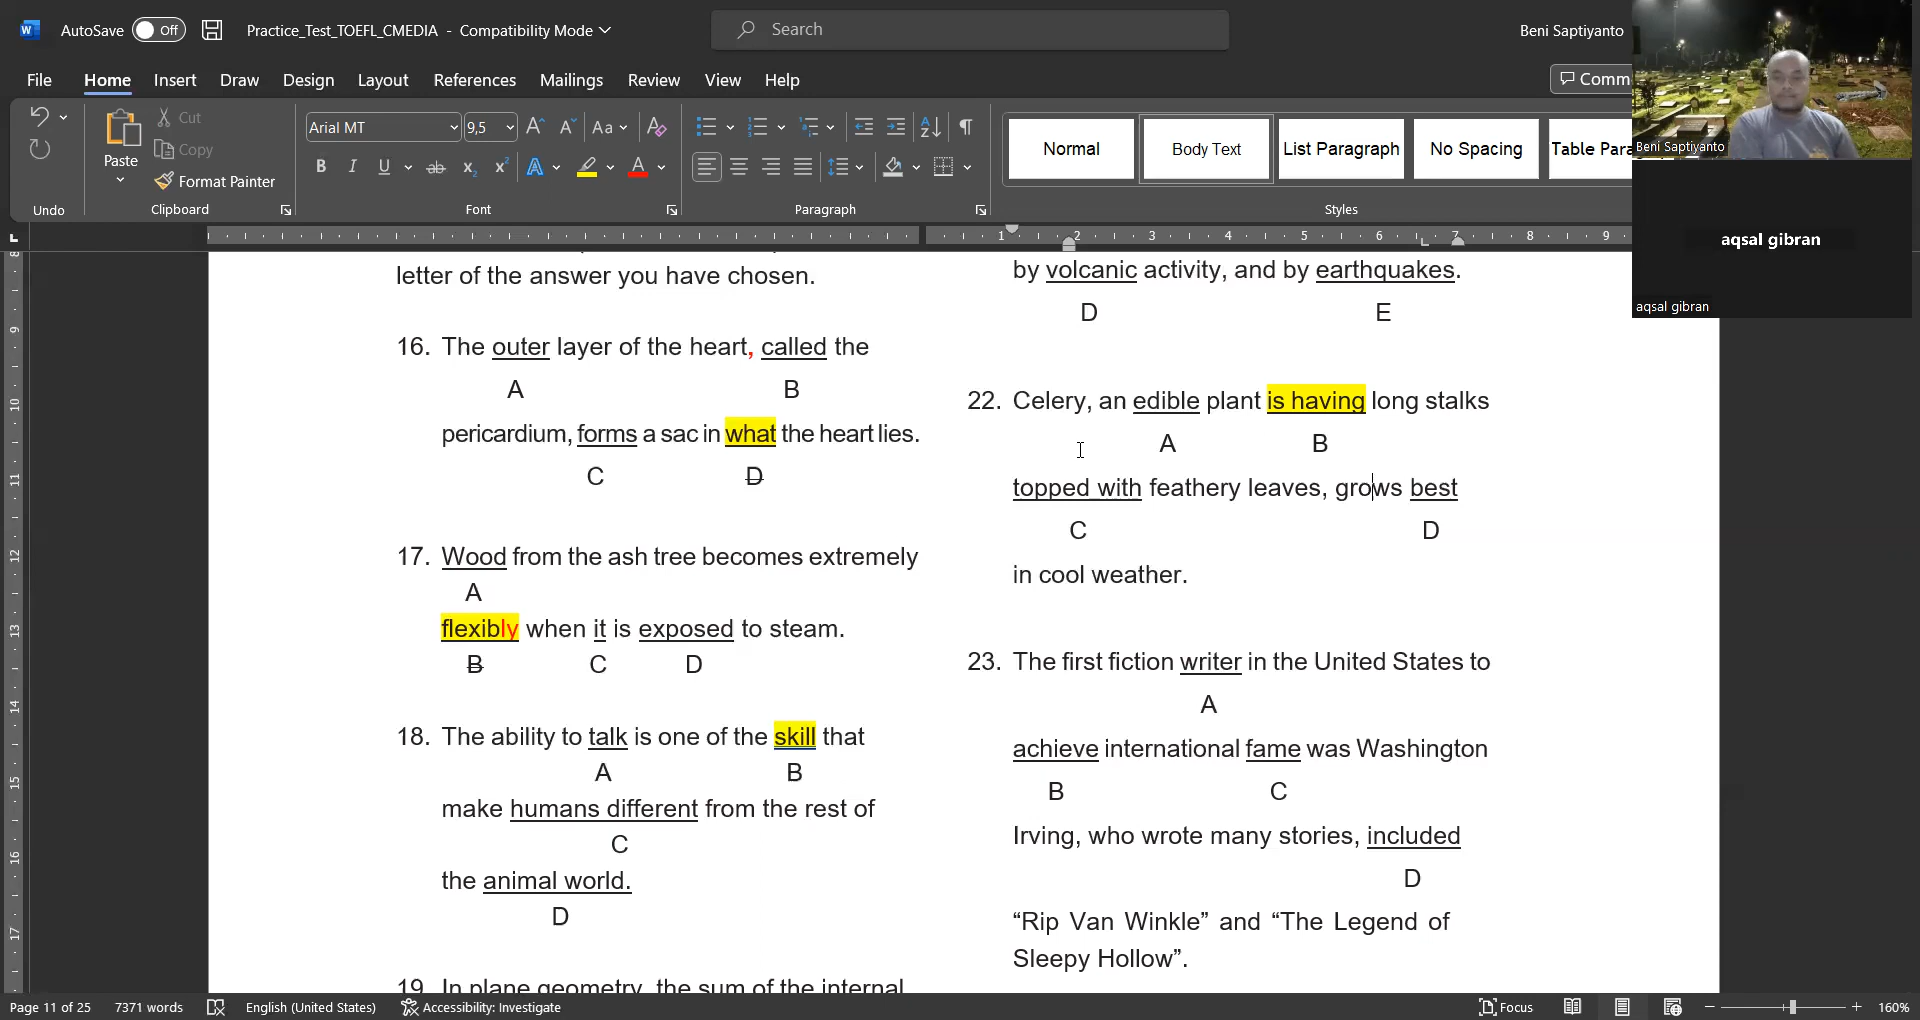 AutoSave Off Practice_Test_TOEFL_CMEDIA - Compatibility Mode Search Beni Saptiyanto
File Home Insert Draw Design Layout References Mailings Review View Help
Paste Cut
Copy
Format Painter
Arial MT 9,5
Normal Body Text List Paragraph No Spacing
Undo Clipboard Font Paragraph Styles
Beni Saptiyanto
aqsal gibran
aqsal gibran
1 2 3 4 5 6 7 8 9
letter of the answer you have chosen.
16. The outer layer of the heart, called the
A B
pericardium, forms a sac in what the heart lies.
C D
17. Wood from the ash tree becomes extremely
A
flexibly when it is exposed to steam.
B C D
18. The ability to talk is one of the skill that
A B
make humans different from the rest of
C
the animal world.
D
19. In plane geometry, the sum of the internal
by volcanic activity, and by earthquakes.
D E
22. Celery, an edible plant is having long stalks
A B
topped with feathery leaves, grows best
C D
in cool weather.
23. The first fiction writer in the United States to
A
achieve international fame was Washington
B C
Irving, who wrote many stories, included
D
“Rip Van Winkle” and “The Legend of
Sleepy Hollow”.
Page 11 of 25 7371 words English (United States) Accessibility: Investigate Focus 160%